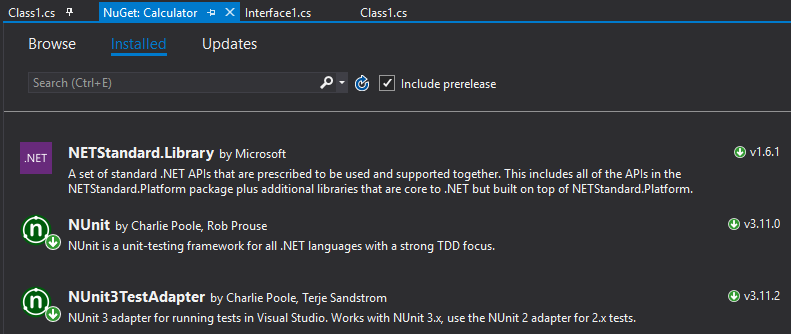 Class1.cs NuGet: Calculator Interface1.cs Class1.cs
Browse Installed Updates
Search (Ctrl+E) Include prerelease
.NET NETStandard.Library by Microsoft v1.6.1
A set of standard .NET APIs that are prescribed to be used and supported together. This includes all of the APIs in the
NETStandard.Platform package plus additional libraries that are core to .NET but built on top of NETStandard.Platform.
n NUnit by Charlie Poole, Rob Prouse v3.11.0
NUnit is a unit-testing framework for all .NET languages with a strong TDD focus.
n NUnit3TestAdapter by Charlie Poole, Terje Sandstrom v3.11.2
NUnit 3 adapter for running tests in Visual Studio. Works with NUnit 3.x, use the NUnit 2 adapter for 2.x tests.